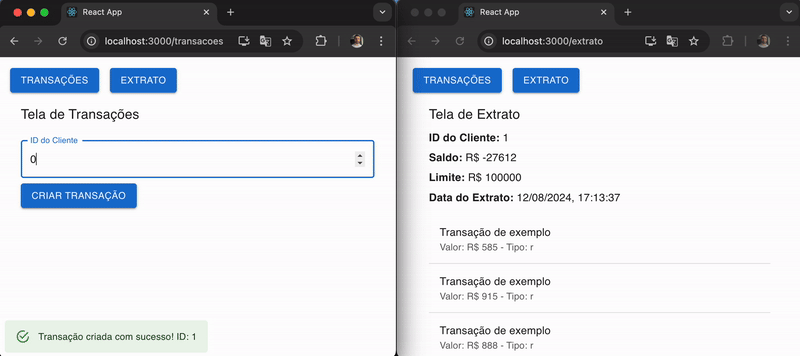 React App
localhost:3000/transacoes
TRANSAÇÕES
EXTRATO
Tela de Transações
ID do Cliente
0
CRIAR TRANSAÇÃO
Transação criada com sucesso! ID: 1
React App
localhost:3000/extrato
TRANSAÇÕES
EXTRATO
Tela de Extrato
ID do Cliente: 1
Saldo: R$ -27612
Limite: R$ 100000
Data do Extrato: 12/08/2024, 17:13:37
Transação de exemplo
Valor: R$ 585 - Tipo: r
Transação de exemplo
Valor: R$ 915 - Tipo: r
Transação de exemplo
Valor: R$ 888 - Tipo: r